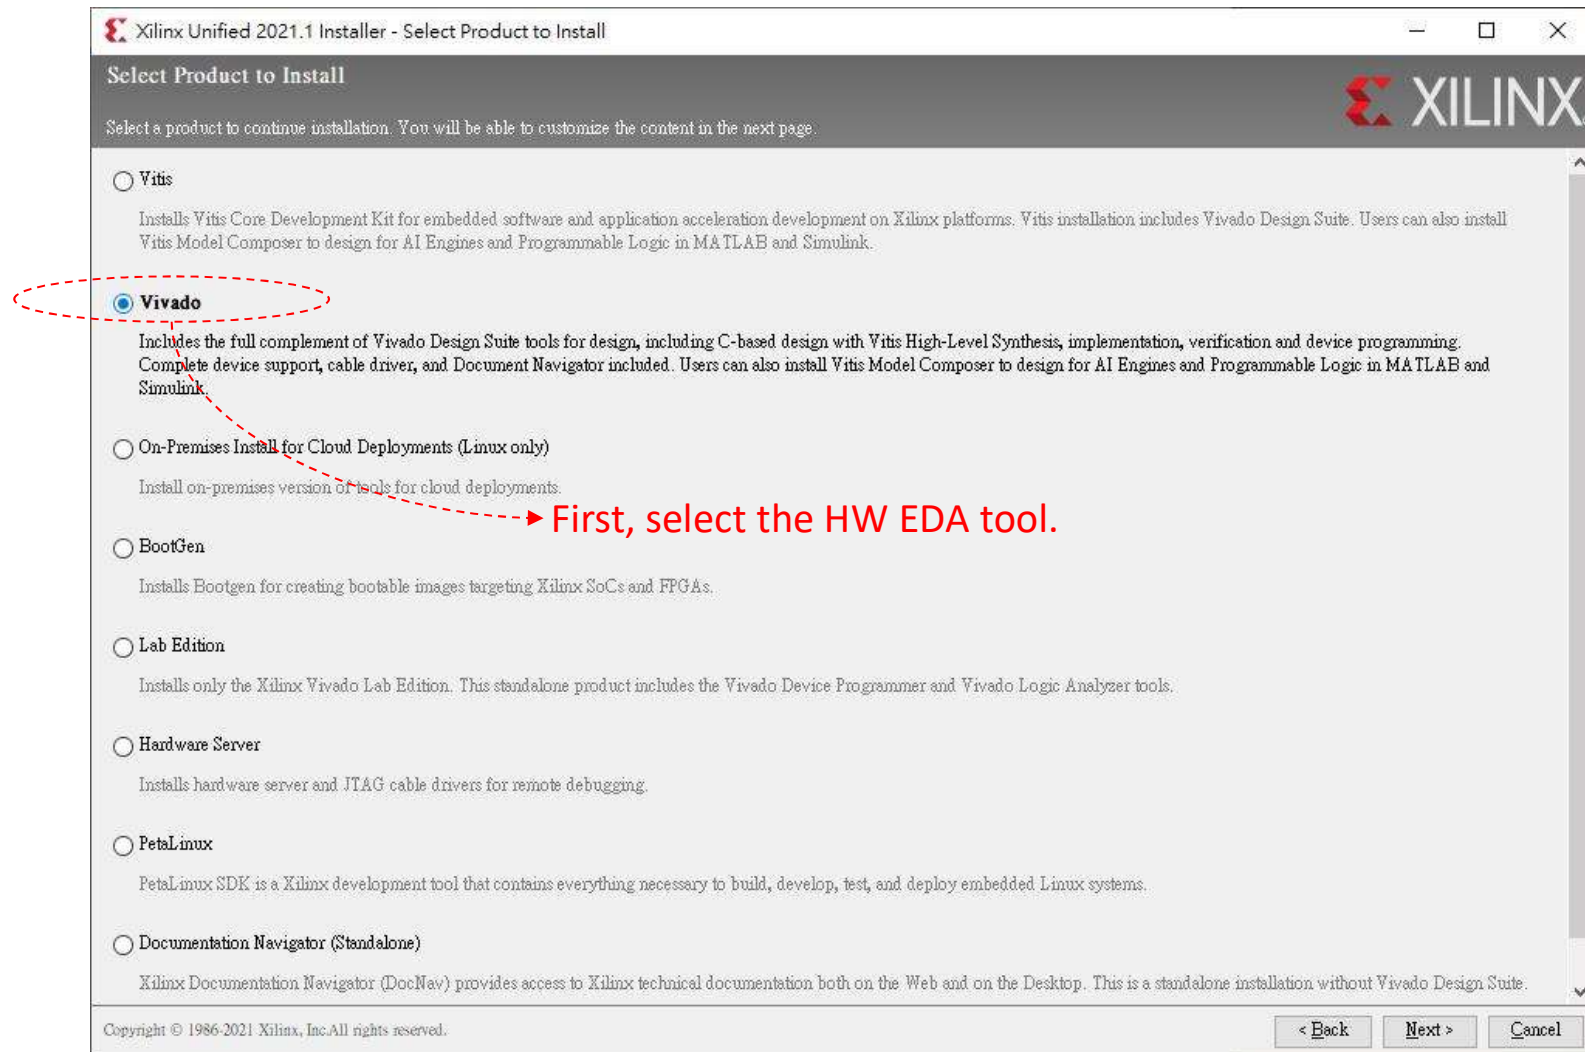 Xilinx Unified 2021.1 Installer - Select Product to Install
Select Product to Install
XILINX
Select a product to continue installation. You will be able to customize the content in the next page.
Vitis
Installs Vitis Core Development Kit for embedded software and application acceleration development on Xilinx platforms. Vitis installation includes Vivado Design Suite. Users can also install
Vitis Model Composer to design for AI Engines and Programmable Logic in MATLAB and Simulink.
Vivado
Includes the full complement of Vivado Design Suite tools for design, including C-based design with Vitis High-Level Synthesis, implementation, verification and device programming.
Complete device support, cable driver, and Document Navigator included. Users can also install Vitis Model Composer to design for AI Engines and Programmable Logic in MATLAB and
Simulink.
On-Premises Install for Cloud Deployments (Linux only)
Install on-premises version of tools for cloud deployments.
First, select the HW EDA tool.
BootGen
Installs Bootgen for creating bootable images targeting Xilinx SoCs and FPGAs.
Lab Edition
Installs only the Xilinx Vivado Lab Edition. This standalone product includes the Vivado Device Programmer and Vivado Logic Analyzer tools.
Hardware Server
Installs hardware server and JTAG cable drivers for remote debugging.
PetaLinux
PetaLinux SDK is a Xilinx development tool that contains everything necessary to build, develop, test, and deploy embedded Linux systems.
Documentation Navigator (Standalone)
Xilinx Documentation Navigator (DocNav) provides access to Xilinx technical documentation both on the Web and on the Desktop. This is a standalone installation without Vivado Design Suite.
Copyright © 1986-2021 Xilinx, Inc.All rights reserved.
< Back
Next >
Cancel